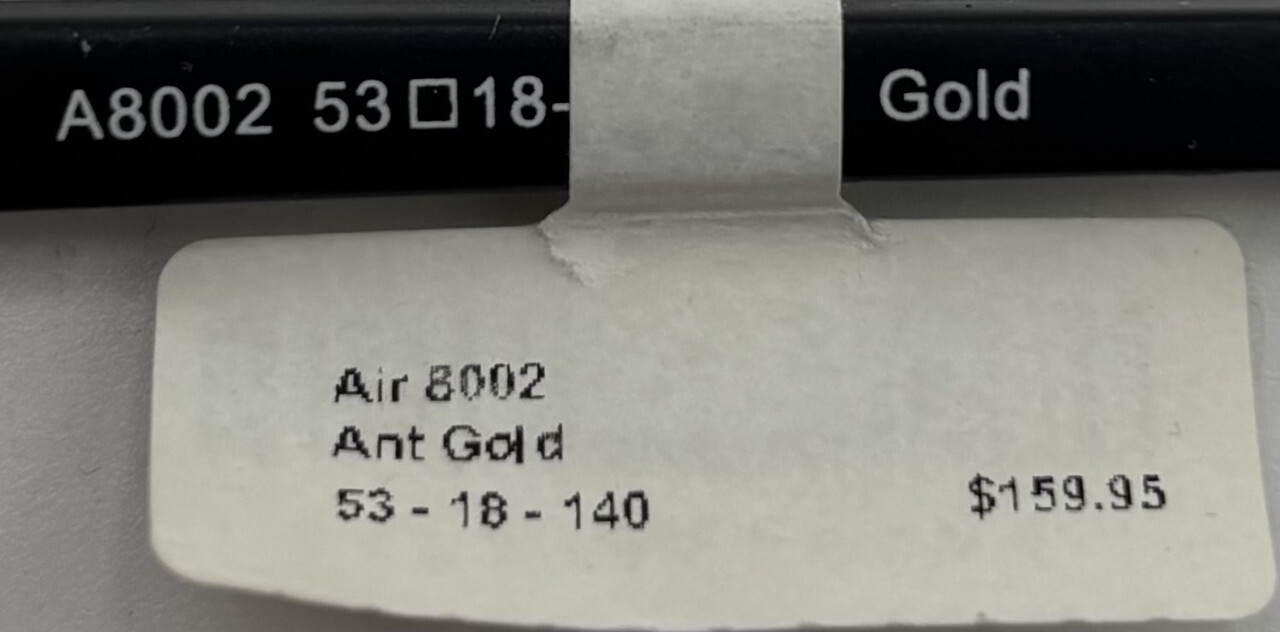 A8002 53□18- Gold
Air 8002
Ant Gold
53 - 18 - 140
$159.95